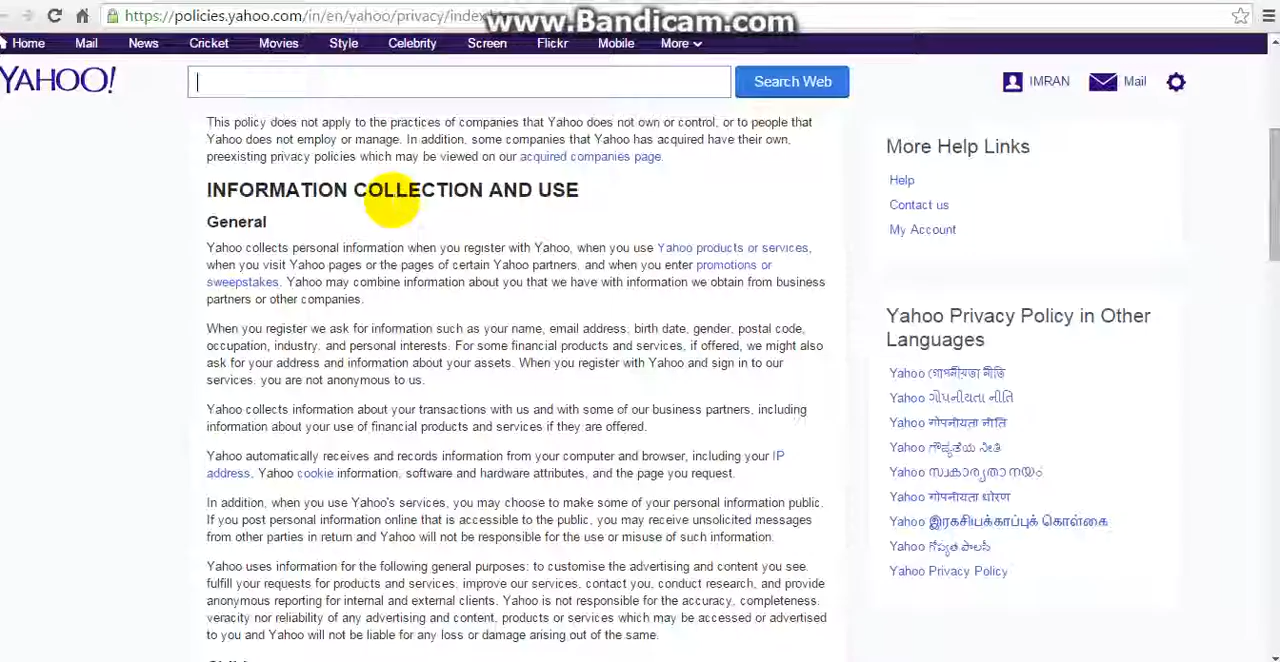 https://policies.yahoo.com/in/en/yahoo/privacy/index
www.Bandicam.com
Home Mail News Cricket Movies Style Celebrity Screen Flickr Mobile More
YAHOO!
Search Web
IMRAN
Mail
This policy does not apply to the practices of companies that Yahoo does not own or control, or to people that
Yahoo does not employ or manage. In addition, some companies that Yahoo has acquired have their own,
preexisting privacy policies which may be viewed on our acquired companies page.
INFORMATION COLLECTION AND USE
General
Yahoo collects personal information when you register with Yahoo, when you use Yahoo products or services,
when you visit Yahoo pages or the pages of certain Yahoo partners, and when you enter promotions or
sweepstakes. Yahoo may combine information about you that we have with information we obtain from business
partners or other companies.
When you register we ask for information such as your name, email address, birth date, gender, postal code,
occupation, industry, and personal interests. For some financial products and services, if offered, we might also
ask for your address and information about your assets. When you register with Yahoo and sign in to our
services, you are not anonymous to us.
Yahoo collects information about your transactions with us and with some of our business partners, including
information about your use of financial products and services if they are offered.
Yahoo automatically receives and records information from your computer and browser, including your IP
address, Yahoo cookie information, software and hardware attributes, and the page you request.
In addition, when you use Yahoo's services, you may choose to make some of your personal information public.
If you post personal information online that is accessible to the public, you may receive unsolicited messages
from other parties in return and Yahoo will not be responsible for the use or misuse of such information.
Yahoo uses information for the following general purposes: to customise the advertising and content you see,
fulfill your requests for products and services, improve our services, contact you, conduct research, and provide
anonymous reporting for internal and external clients. Yahoo is not responsible for the accuracy, completeness,
veracity nor reliability of any advertising and content, products or services which may be accessed or advertised
to you and Yahoo will not be liable for any loss or damage arising out of the same.
More Help Links
Help
Contact us
My Account
Yahoo Privacy Policy in Other
Languages
Yahoo গোপনীয়তা নীতি
Yahoo ગોપનીયતા નીતિ
Yahoo गोपनीयता नीति
Yahoo ಗೌಪ್ಯತೆಯ ನೀತಿ
Yahoo സ്വകാര്യതാ നയം
Yahoo गोपनीयता धोरण
Yahoo இரகசியக்காப்புக் கொள்கை
Yahoo గోప్యత పాలసీ
Yahoo Privacy Policy